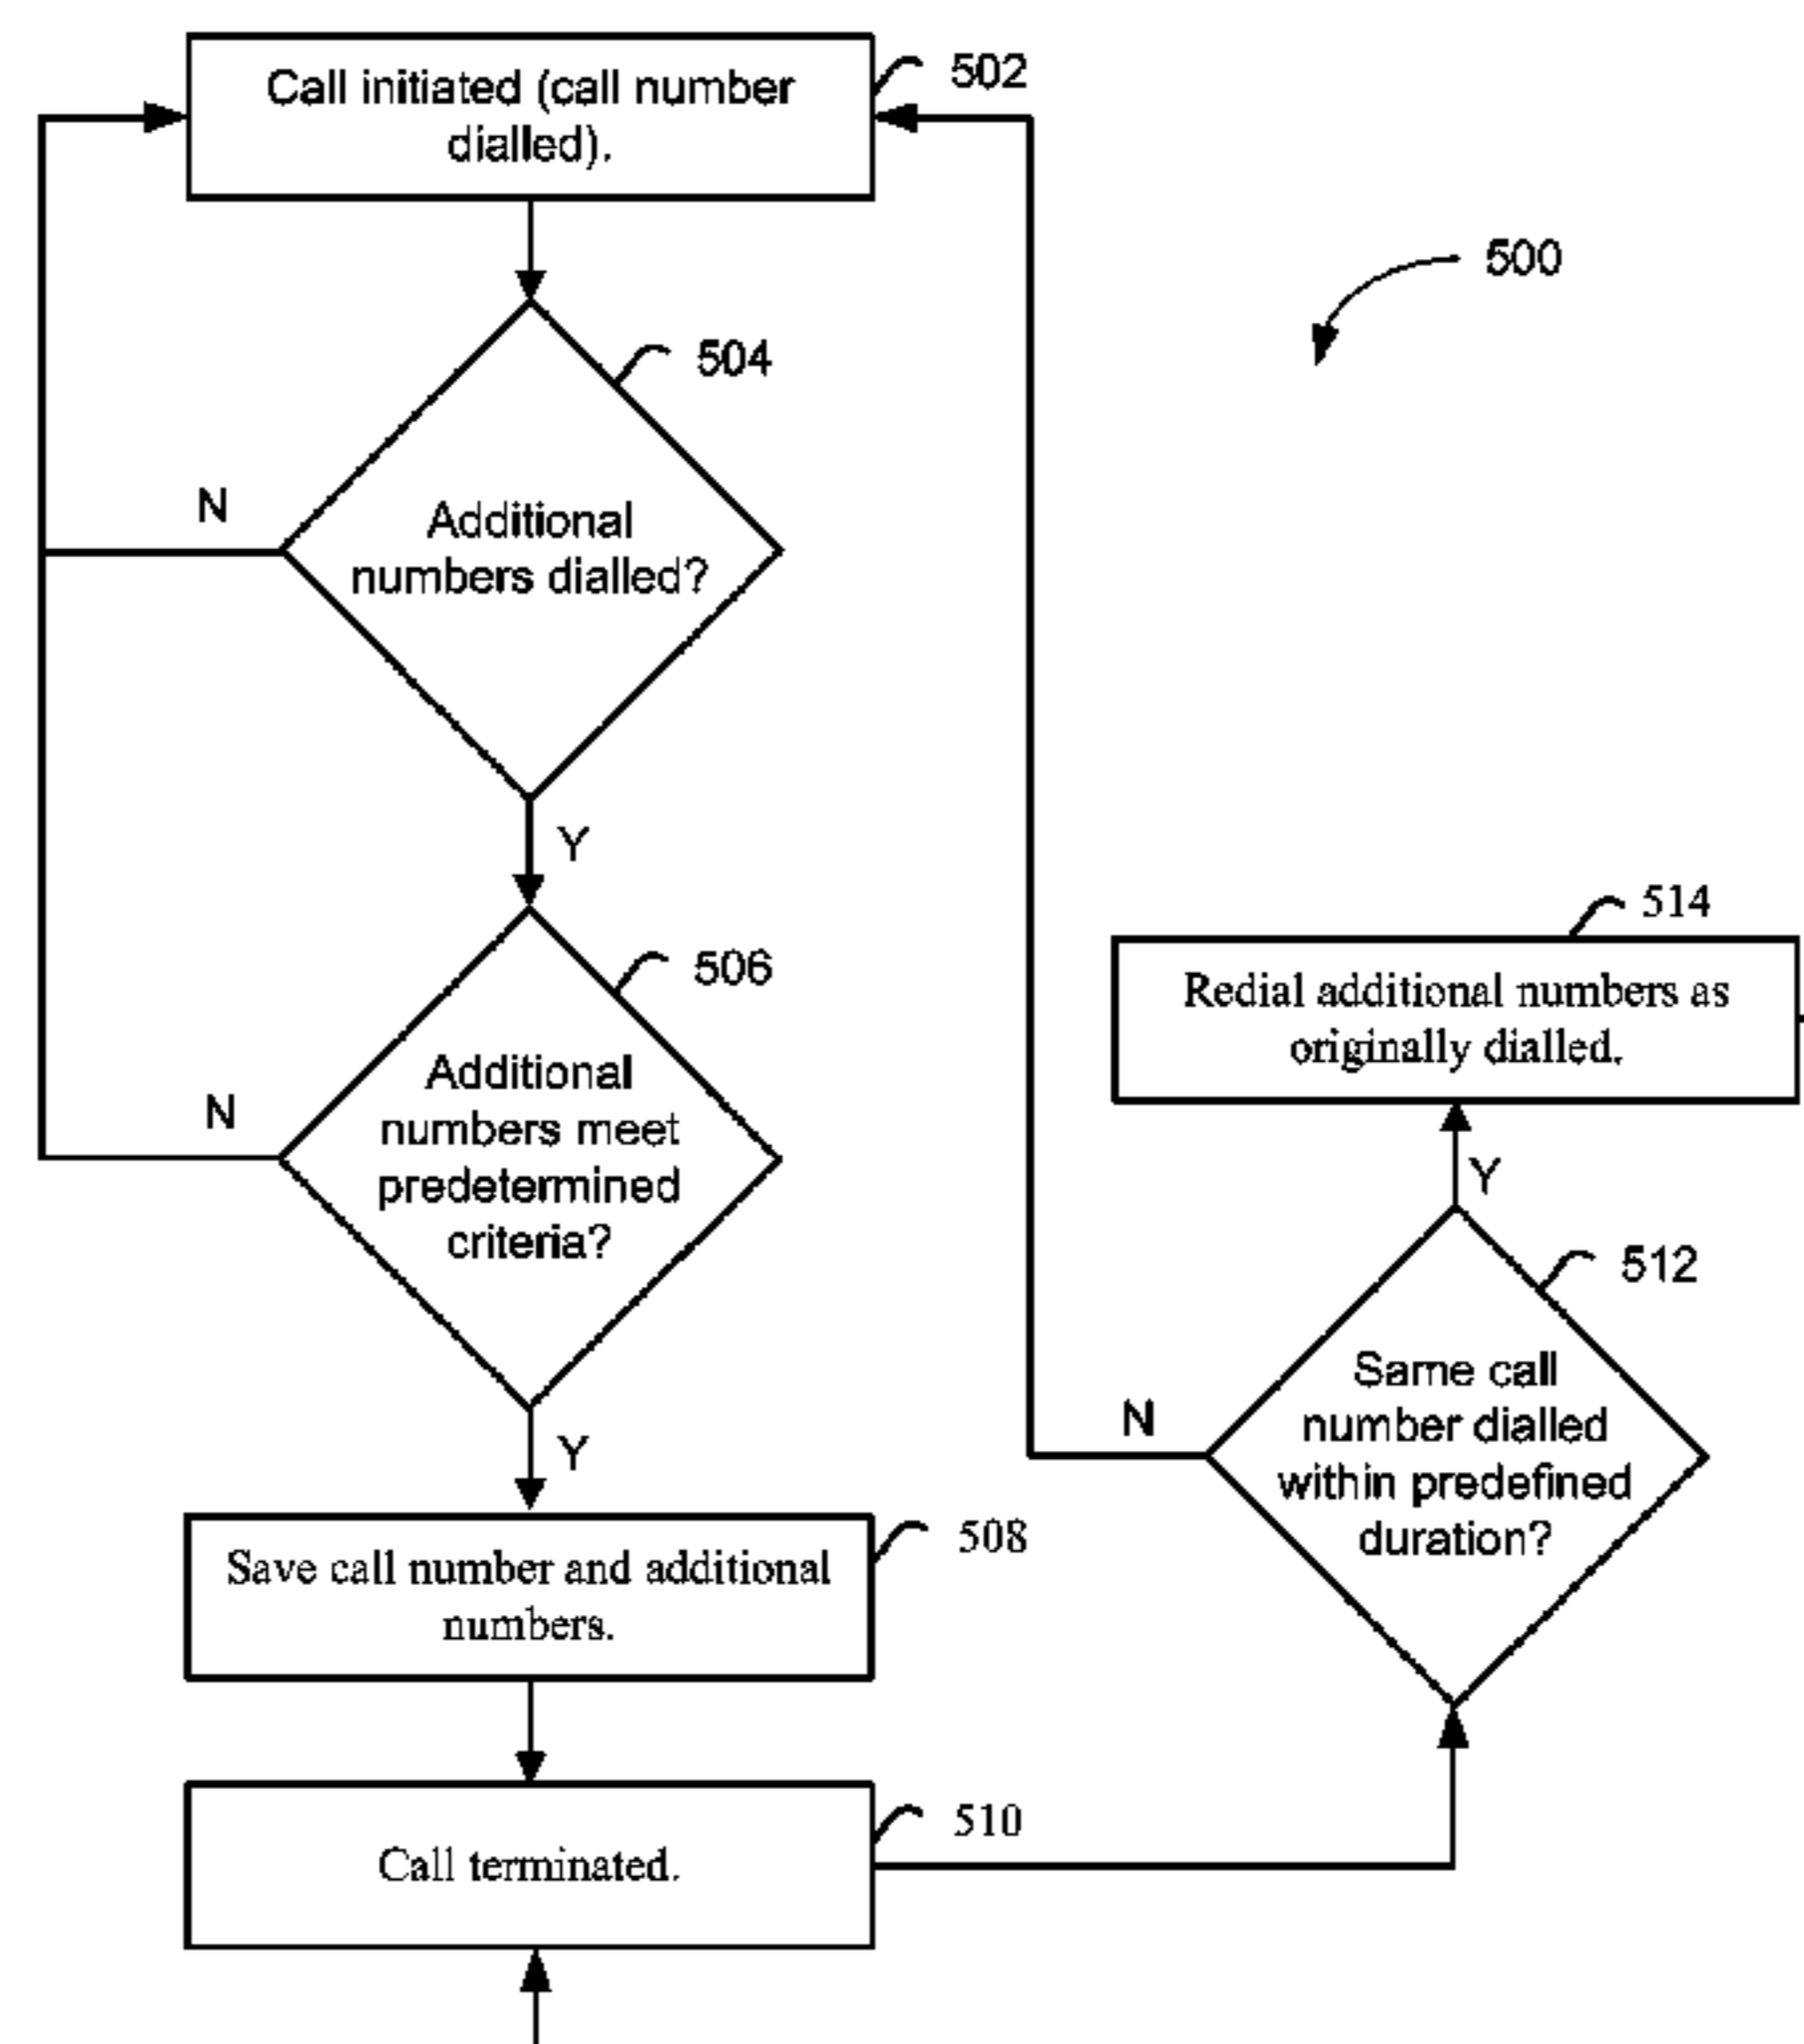 Call initiated (call number
dialled).
502
500
504
N
Additional
numbers dialled?
Y
506
N
Additional
numbers meet
predetermined
criteria?
Y
508
Save call number and additional
numbers.
510
Call terminated.
514
Redial additional numbers as
originally dialled.
Y
512
N
Same call
number dialled
within predefined
duration?